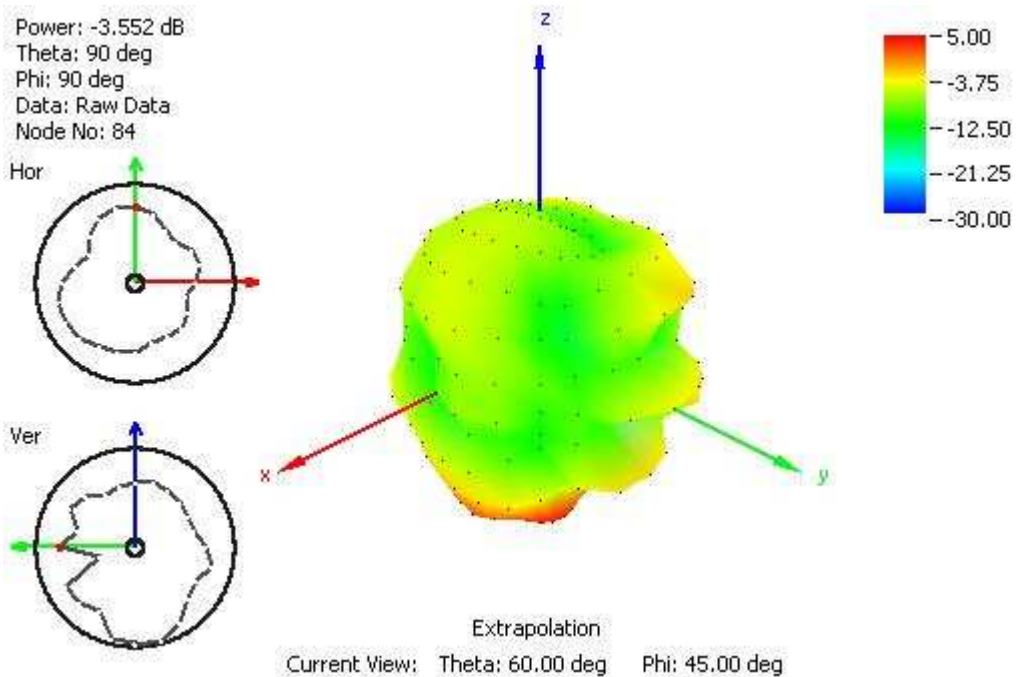 Power: -3.552 dB
Theta: 90 deg
Phi: 90 deg
Data: Raw Data
Node No: 84
Hor
Ver
z
x
y
5.00
-3.75
-12.50
-21.25
-30.00
Extrapolation
Current View: Theta: 60.00 deg Phi: 45.00 deg